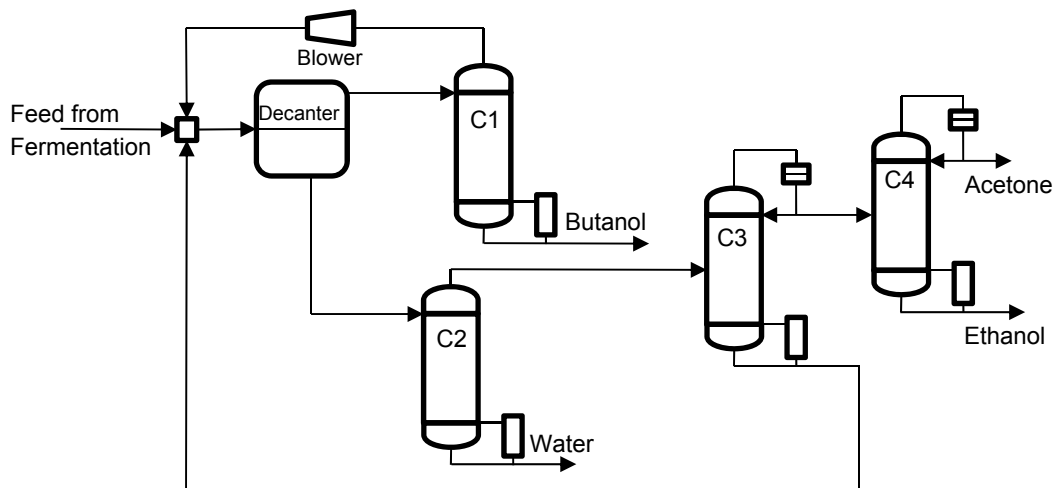 Blower
Feed from
Fermentation
Decanter
C1
Butanol
C2
Water
C3
C4
Acetone
Ethanol